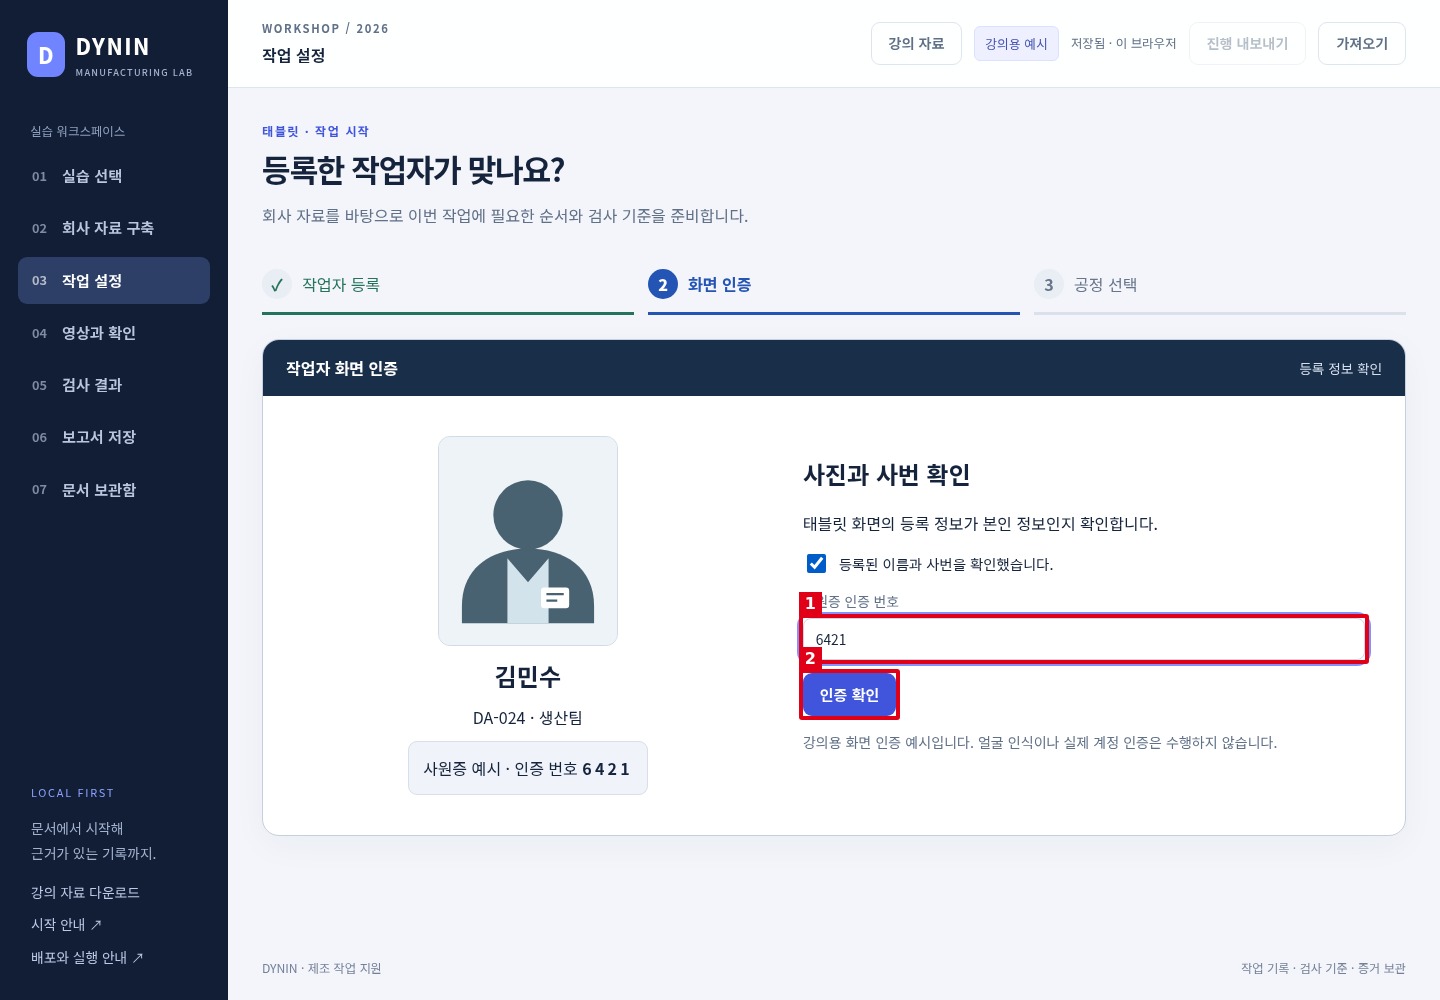 D
DYNIN
MANUFACTURING LAB
실습 워크스페이스
01 실습 선택
02 회사 자료 구축
03 작업 설정
04 영상과 확인
05 검사 결과
06 보고서 저장
07 문서 보관함
LOCAL FIRST
문서에서 시작해
근거가 있는 기록까지.
강의 자료 다운로드
시작 안내 ↗
배포와 실행 안내 ↗
WORKSHOP / 2026
작업 설정
강의 자료
강의용 예시
저장됨 · 이 브라우저
진행 내보내기
가져오기
태블릿 · 작업 시작
등록한 작업자가 맞나요?
회사 자료를 바탕으로 이번 작업에 필요한 순서와 검사 기준을 준비합니다.
✓ 작업자 등록
2 화면 인증
3 공정 선택
작업자 화면 인증
등록 정보 확인
김민수
DA-024 · 생산팀
사원증 예시 · 인증 번호 6421
사진과 사번 확인
태블릿 화면의 등록 정보가 본인 정보인지 확인합니다.
등록된 이름과 사번을 확인했습니다.
1
원증 인증 번호
6421
2
인증 확인
강의용 화면 인증 예시입니다. 얼굴 인식이나 실제 계정 인증은 수행하지 않습니다.
DYNIN · 제조 작업 지원
작업 기록 · 검사 기준 · 증거 보관